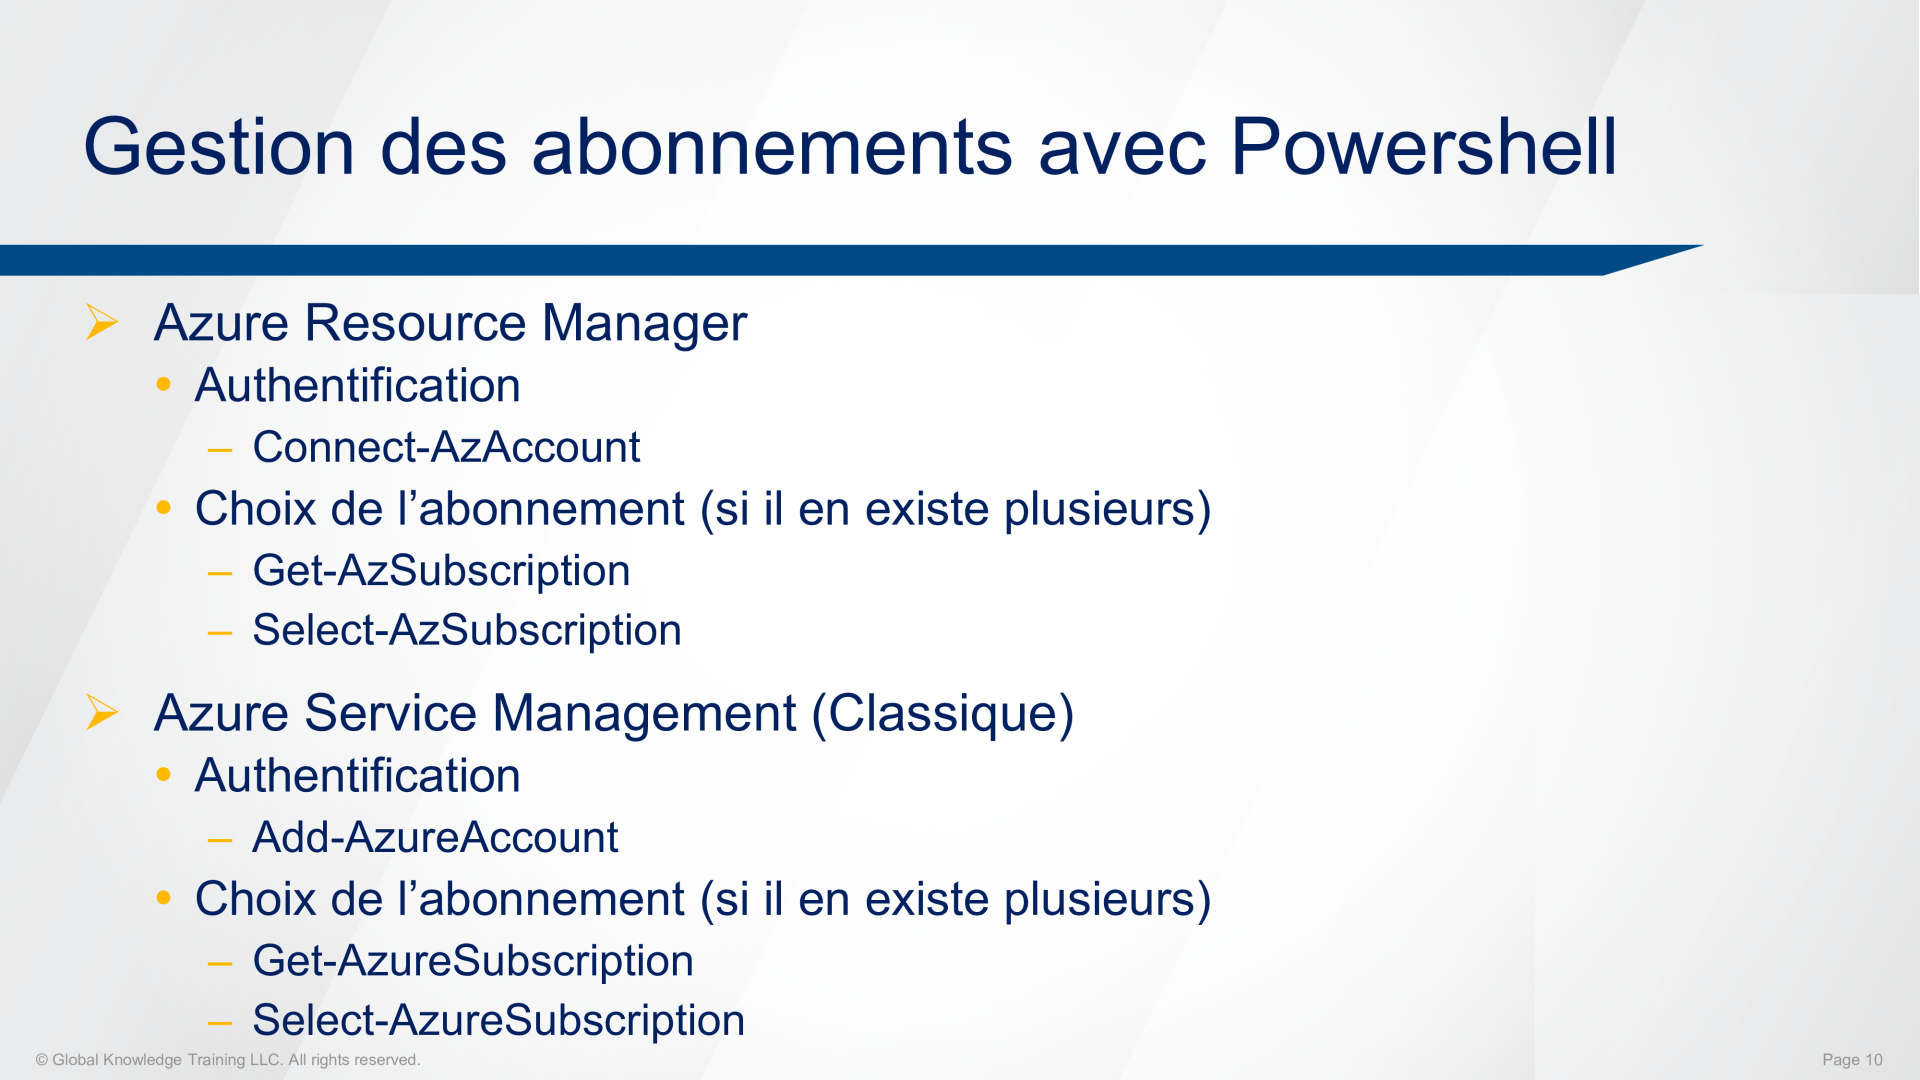 Gestion des abonnements avec Powershell
Azure Resource Manager
Authentification
Connect-AzAccount
Choix de l’abonnement (si il en existe plusieurs)
Get-AzSubscription
Select-AzSubscription
Azure Service Management (Classique)
Authentification
Add-AzureAccount
Choix de l’abonnement (si il en existe plusieurs)
Get-AzureSubscription
Select-AzureSubscription
© Global Knowledge Training LLC. All rights reserved.
Page 10